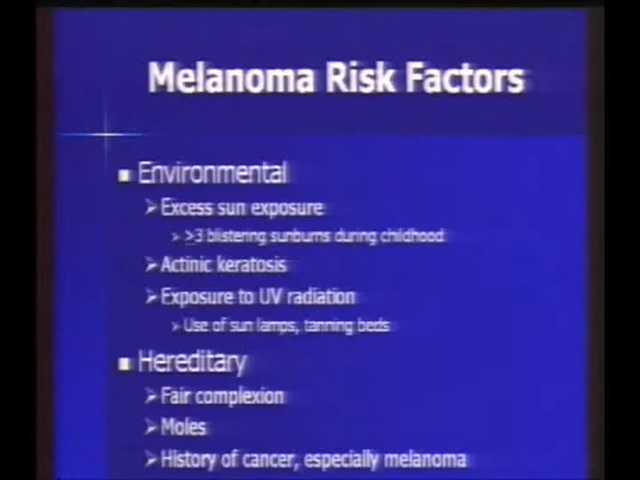 Melanoma Risk Factors
Environmental
Excess sun exposure
≥3 blistering sunburns during childhood
Actinic keratosis
Exposure to UV radiation
Use of sun lamps, tanning beds
Hereditary
Fair complexion
Moles
History of cancer, especially melanoma